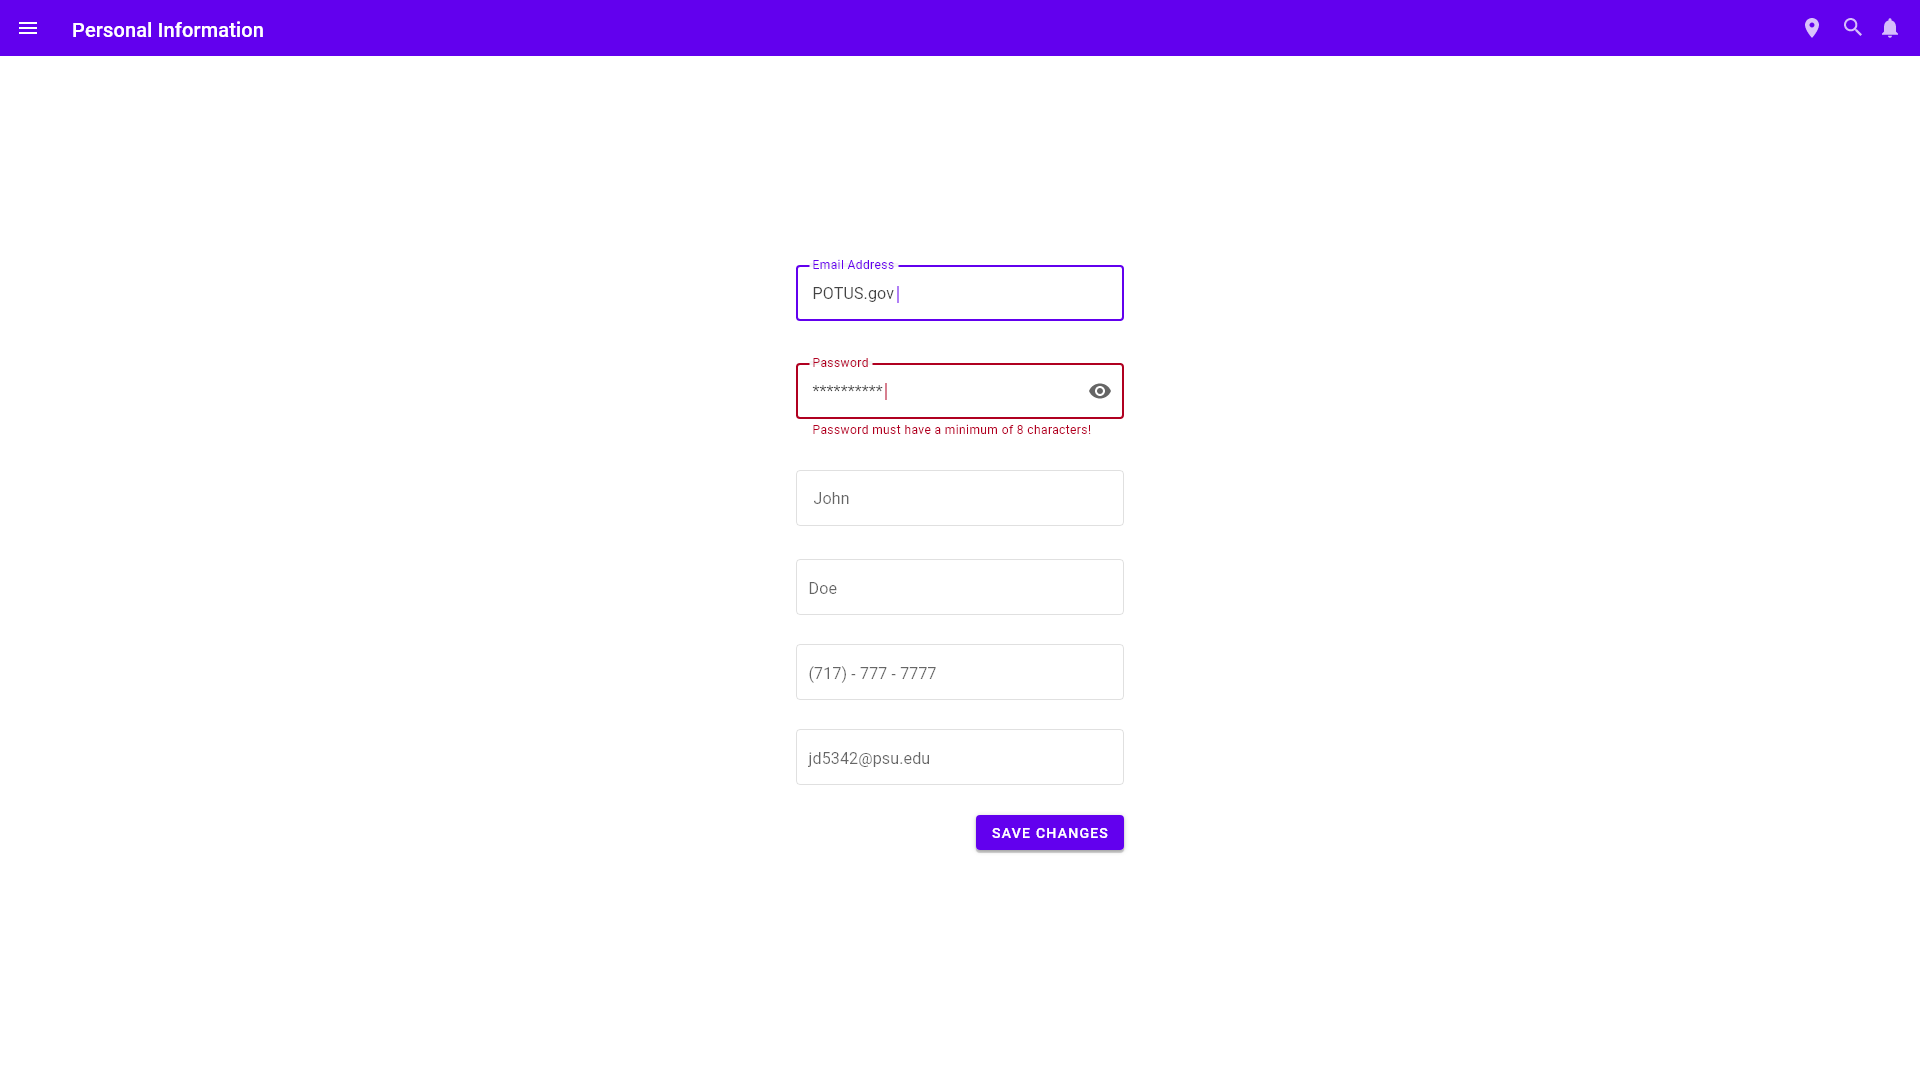 Personal Information
Email Address
POTUS.gov
Password
**********
Password must have a minimum of 8 characters!
John
Doe
(717) - 777 - 7777
jd5342@psu.edu
SAVE CHANGES